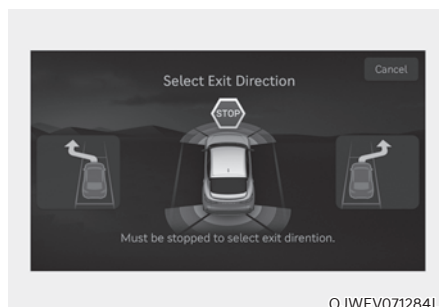 Cancel
Select Exit Direction
STOP
Must be stopped to select exit dirention.
OJWEV071284L